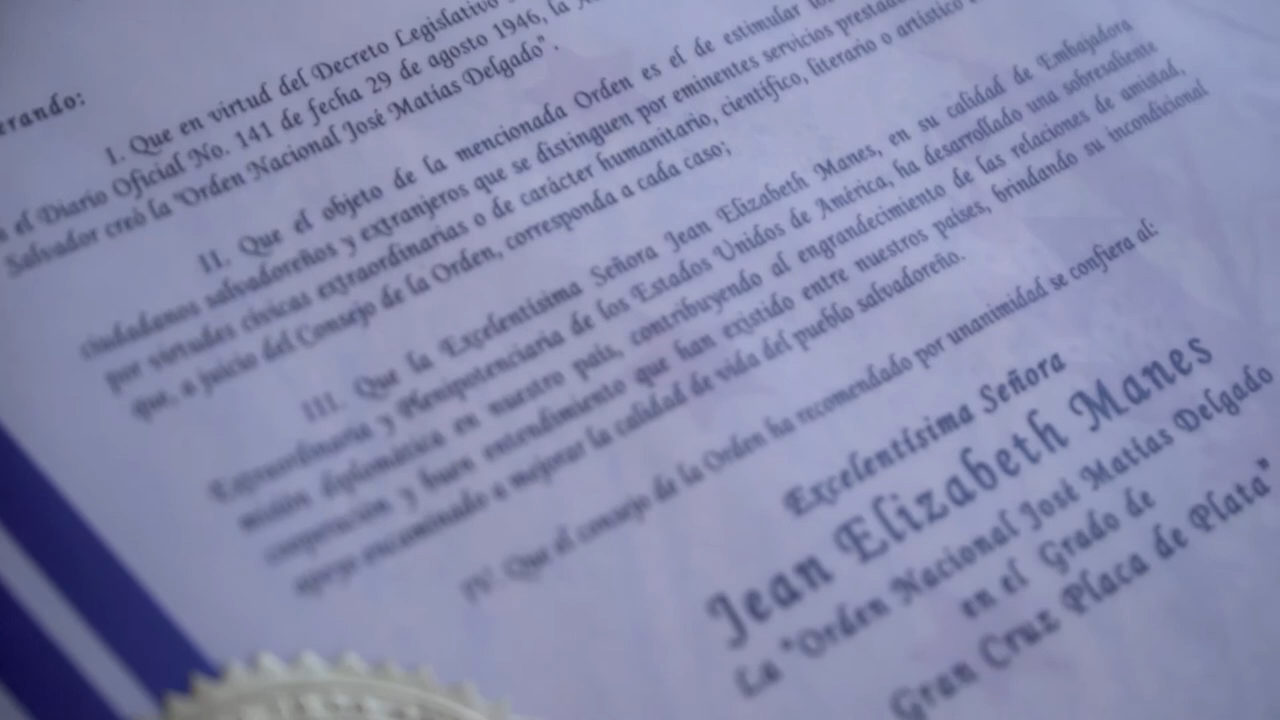 erando:
I. Que en virtud del Decreto Legislativo
el Diario Oficial No. 141 de fecha 29 de agosto 1946, la
Salvador creó la "Orden Nacional José Matías Delgado".
II. Que el objeto de la mencionada Orden es el de estimular
ciudadanos salvadoreños y extranjeros que se distinguen por eminentes servicios
por virtudes cívicas extraordinarias o de carácter humanitario, científico, literario o artístico
que, a juicio del Consejo de la Orden, corresponda a cada caso;
III. Que la Excelentísima Señora Jean Elizabeth Manes, en su calidad de Embajadora
Extraordinaria y Plenipotenciaria de los Estados Unidos de América, ha desarrollado una sobresaliente
misión diplomática en nuestro país, contribuyendo al engrandecimiento de las relaciones de amistad,
cooperación y buen entendimiento que han existido entre nuestros países, brindando su incondicional
apoyo encaminado a mejorar la calidad de vida del pueblo salvadoreño.
IV. Que el consejo de la Orden ha recomendado por unanimidad se confiera al:
Excelentísima Señora
Jean Elizabeth Manes
La "Orden Nacional José Matías Delgado
en el Grado de
Gran Cruz Placa de Plata"